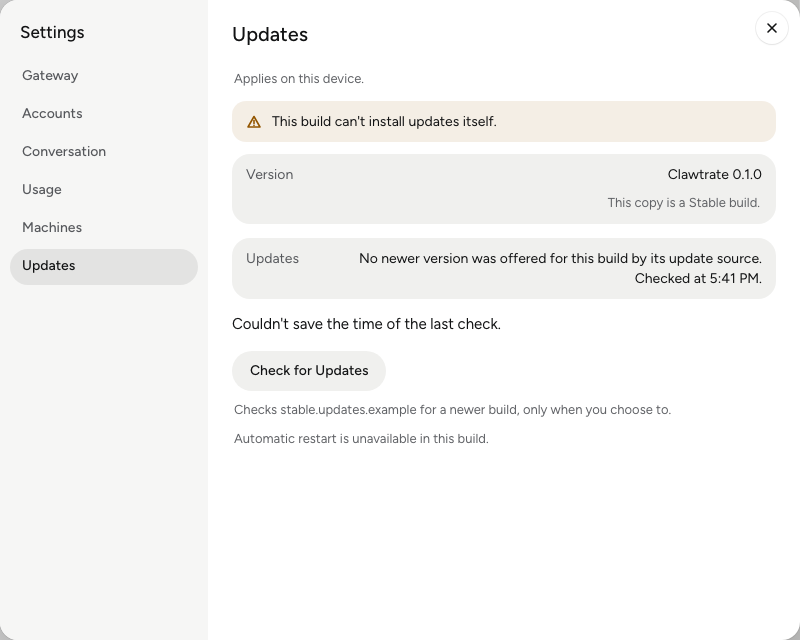 Settings
Gateway
Accounts
Conversation
Usage
Machines
Updates
Updates
Applies on this device.
This build can't install updates itself.
Version
Clawtrate 0.1.0
This copy is a Stable build.
Updates
No newer version was offered for this build by its update source.
Checked at 5:41 PM.
Couldn't save the time of the last check.
Check for Updates
Checks stable.updates.example for a newer build, only when you choose to.
Automatic restart is unavailable in this build.